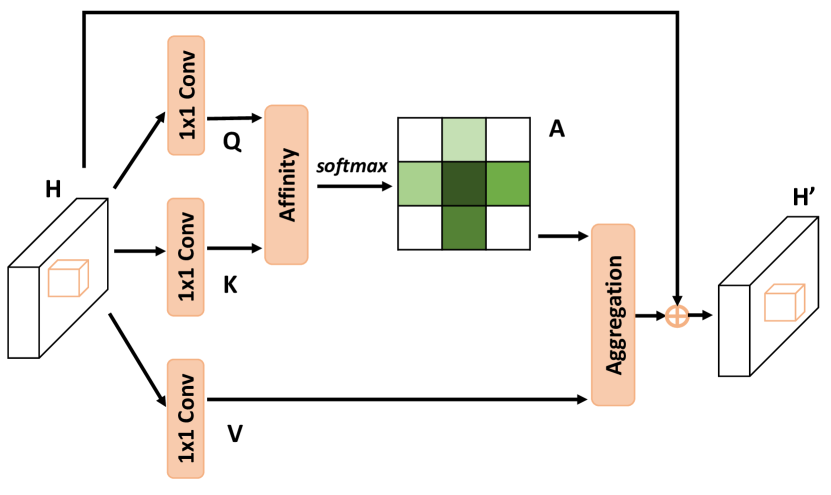 H
1x1 Conv
Q
1x1 Conv
K
1x1 Conv
V
Affinity
softmax
A
Aggregation
H’